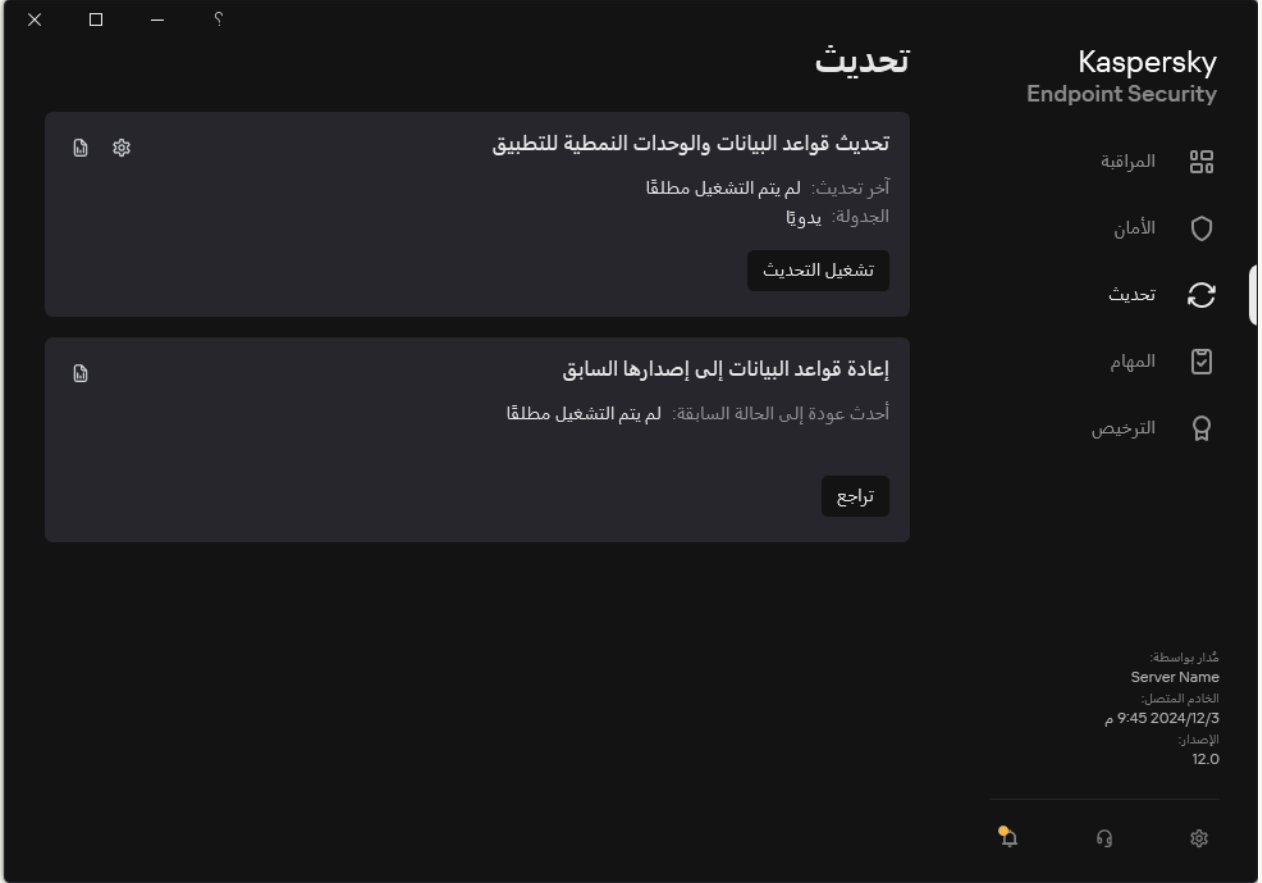 ؟
Kaspersky
Endpoint Security
المراقبة
الأمان
تحديث
المهام
الترخيص
مُدار بواسطة:
Server Name
الخادم المتصل:
2024/12/3 9:45 م
الإصدار:
12.0
تحديث
تحديث قواعد البيانات والوحدات النمطية للتطبيق
آخر تحديث: لم يتم التشغيل مطلقًا
الجدولة: يدويًا
تشغيل التحديث
إعادة قواعد البيانات إلى إصدارها السابق
أحدث عودة إلى الحالة السابقة: لم يتم التشغيل مطلقًا
تراجع